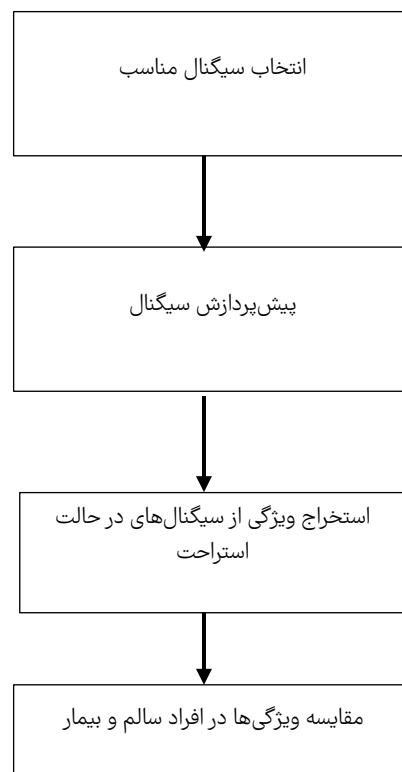 انتخاب سیگنال مناسب
پیش‌پردازش سیگنال
استخراج ویژگی از سیگنال‌های در حالت
استراحت
مقایسه ویژگی‌ها در افراد سالم و بیمار